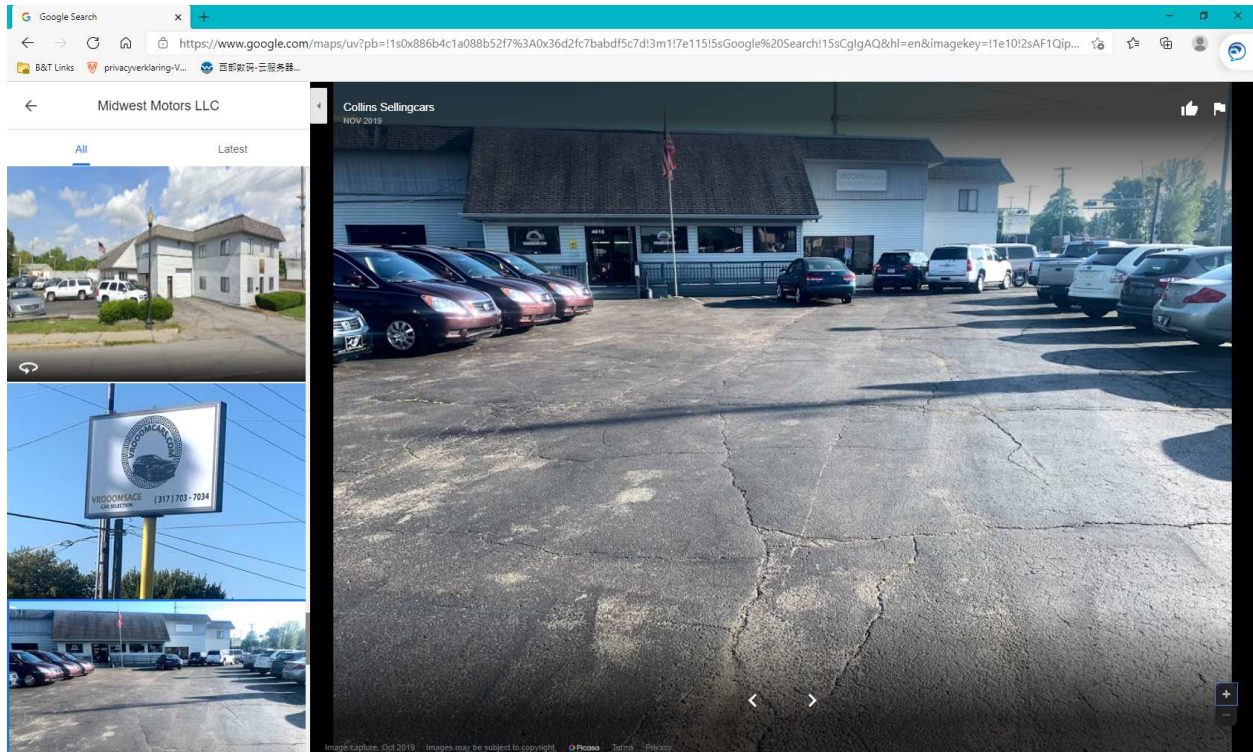 Google Search
https://www.google.com/maps/uv?pb=!1s0x886b4c1a088b52f7%3A0x36d2fc7babdf5c7d!3m1!7e115!5sGoogle%20Search!15sCgIgAQ&hl=en&imagekey=!1e10!2sAF1Qip...
B&T Links
privacyverklaring-V...
西部数码-云服务器...
Midwest Motors LLC
All
Latest
VROOOMCARS.COM
VROOOMSACE
CAR SELECTION
(317) 703 - 7034
Collins Sellingcars
NOV 2019
4615
Image capture: Oct 2019
Images may be subject to copyright.
Picasa
Terms
Privacy